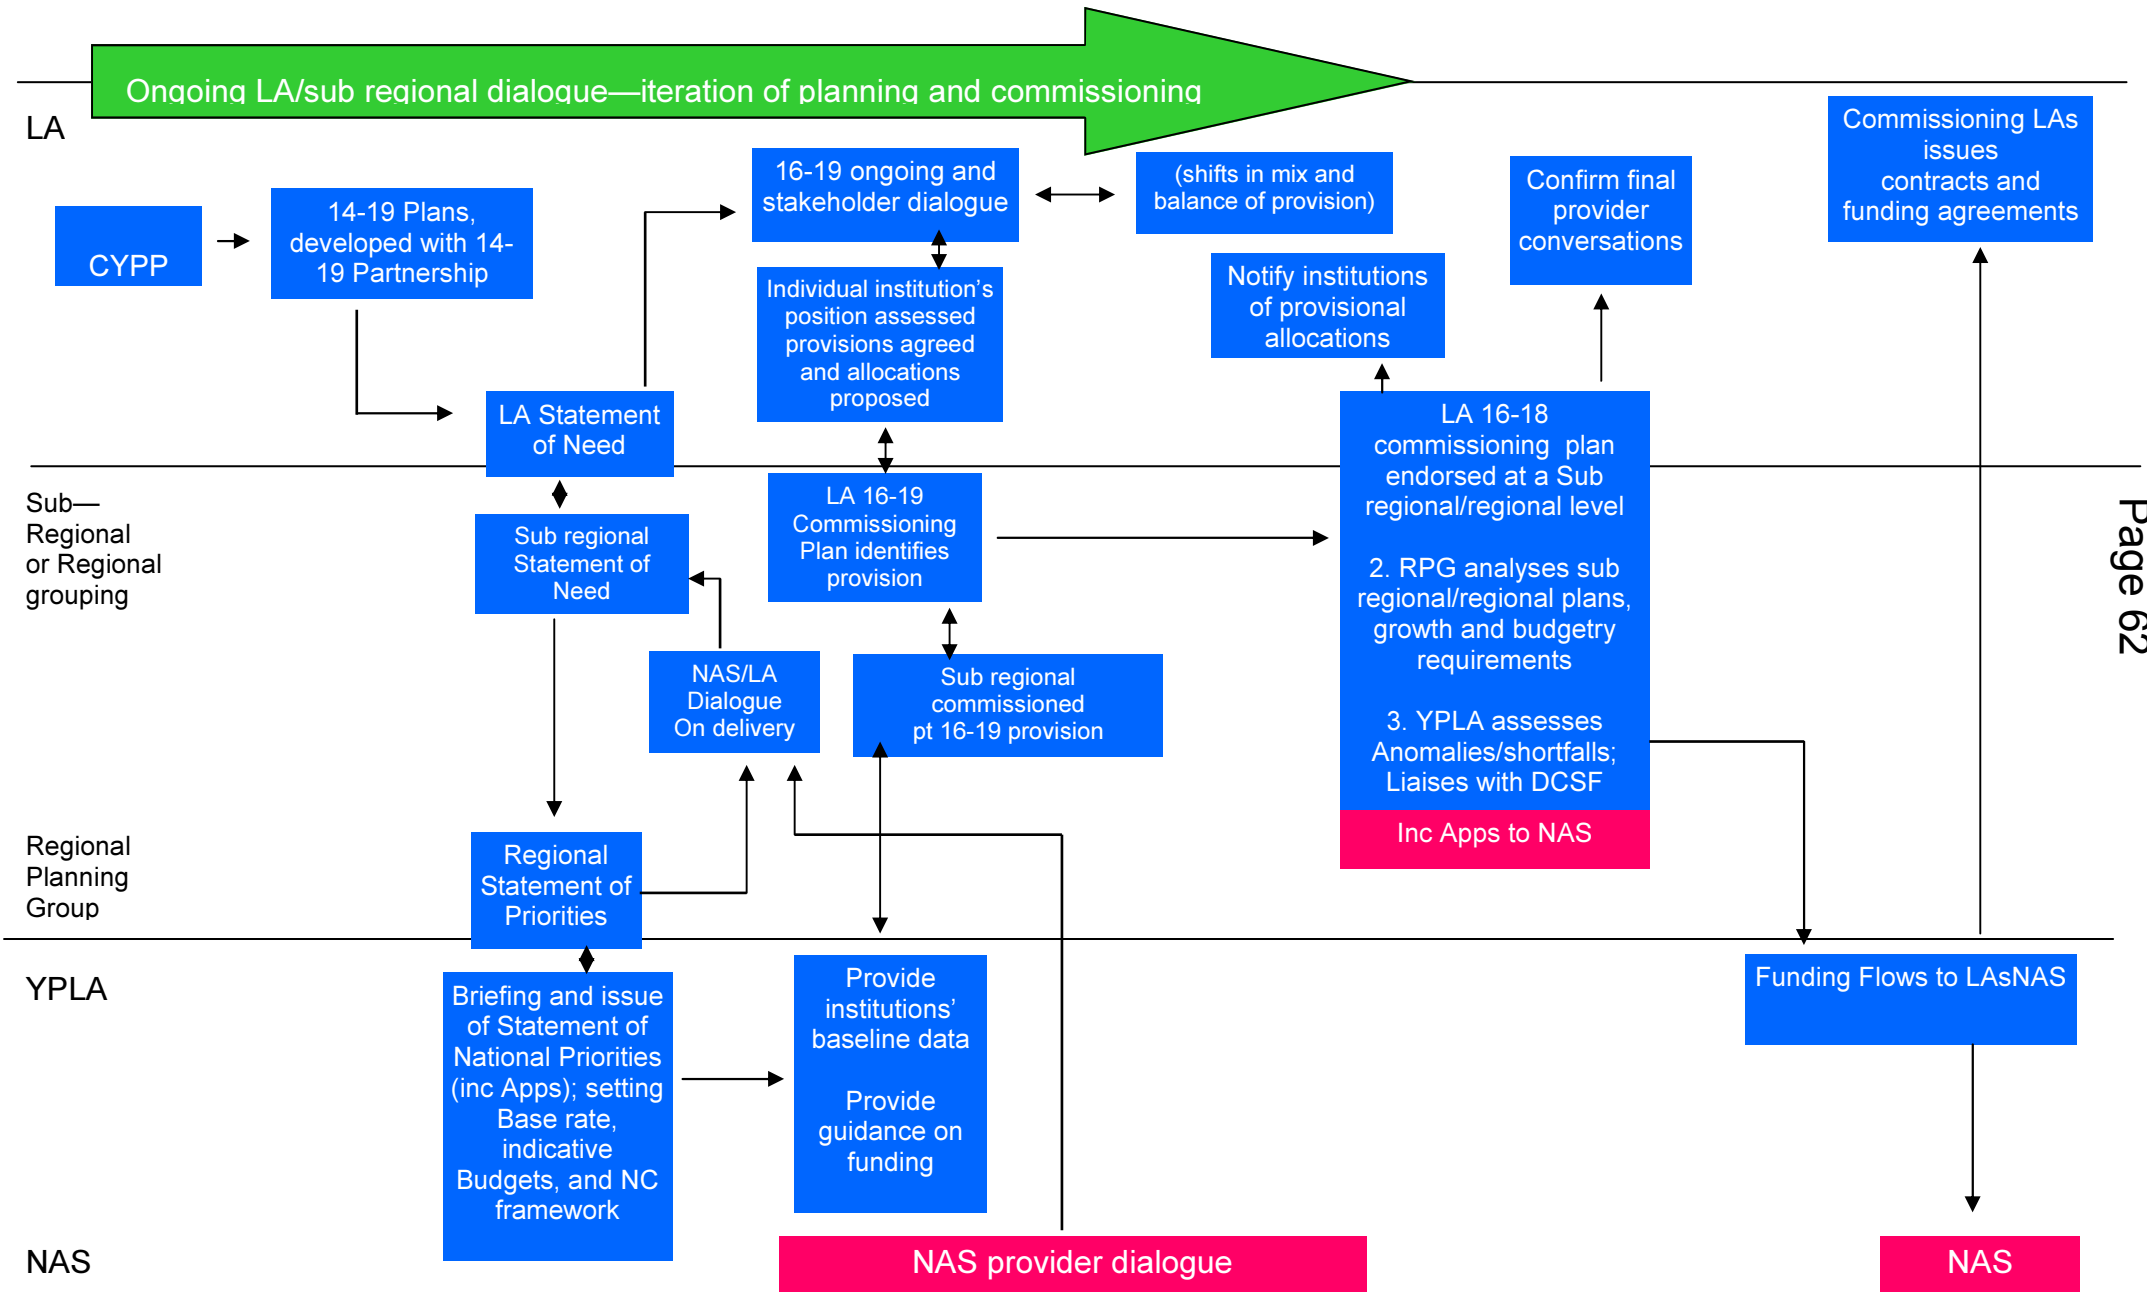 Ongoing LA/sub regional dialogue—iteration of planning and commissioning
LA
CYPP
14-19 Plans,
developed with 14-
19 Partnership
LA Statement
of Need
16-19 ongoing and
stakeholder dialogue
(shifts in mix and
balance of provision)
Individual institution’s
position assessed
provisions agreed
and allocations
proposed
Notify institutions
of provisional
allocations
Confirm final
provider
conversations
Commissioning LAs
issues
contracts and
funding agreements
Sub—
Regional
or Regional
grouping
Sub regional
Statement of
Need
LA 16-19
Commissioning
Plan identifies
provision
NAS/LA
Dialogue
On delivery
Sub regional
commissioned
pt 16-19 provision
LA 16-18
commissioning plan
endorsed at a Sub
regional/regional level
2. RPG analyses sub
regional/regional plans,
growth and budgetry
requirements
3. YPLA assesses
Anomalies/shortfalls;
Liaises with DCSF
Inc Apps to NAS
Page 62
Regional
Planning
Group
Regional
Statement of
Priorities
YPLA
Briefing and issue
of Statement of
National Priorities
(inc Apps); setting
Base rate,
indicative
Budgets, and NC
framework
Provide
institutions’
baseline data
Provide
guidance on
funding
Funding Flows to LAsNAS
NAS
NAS provider dialogue
NAS